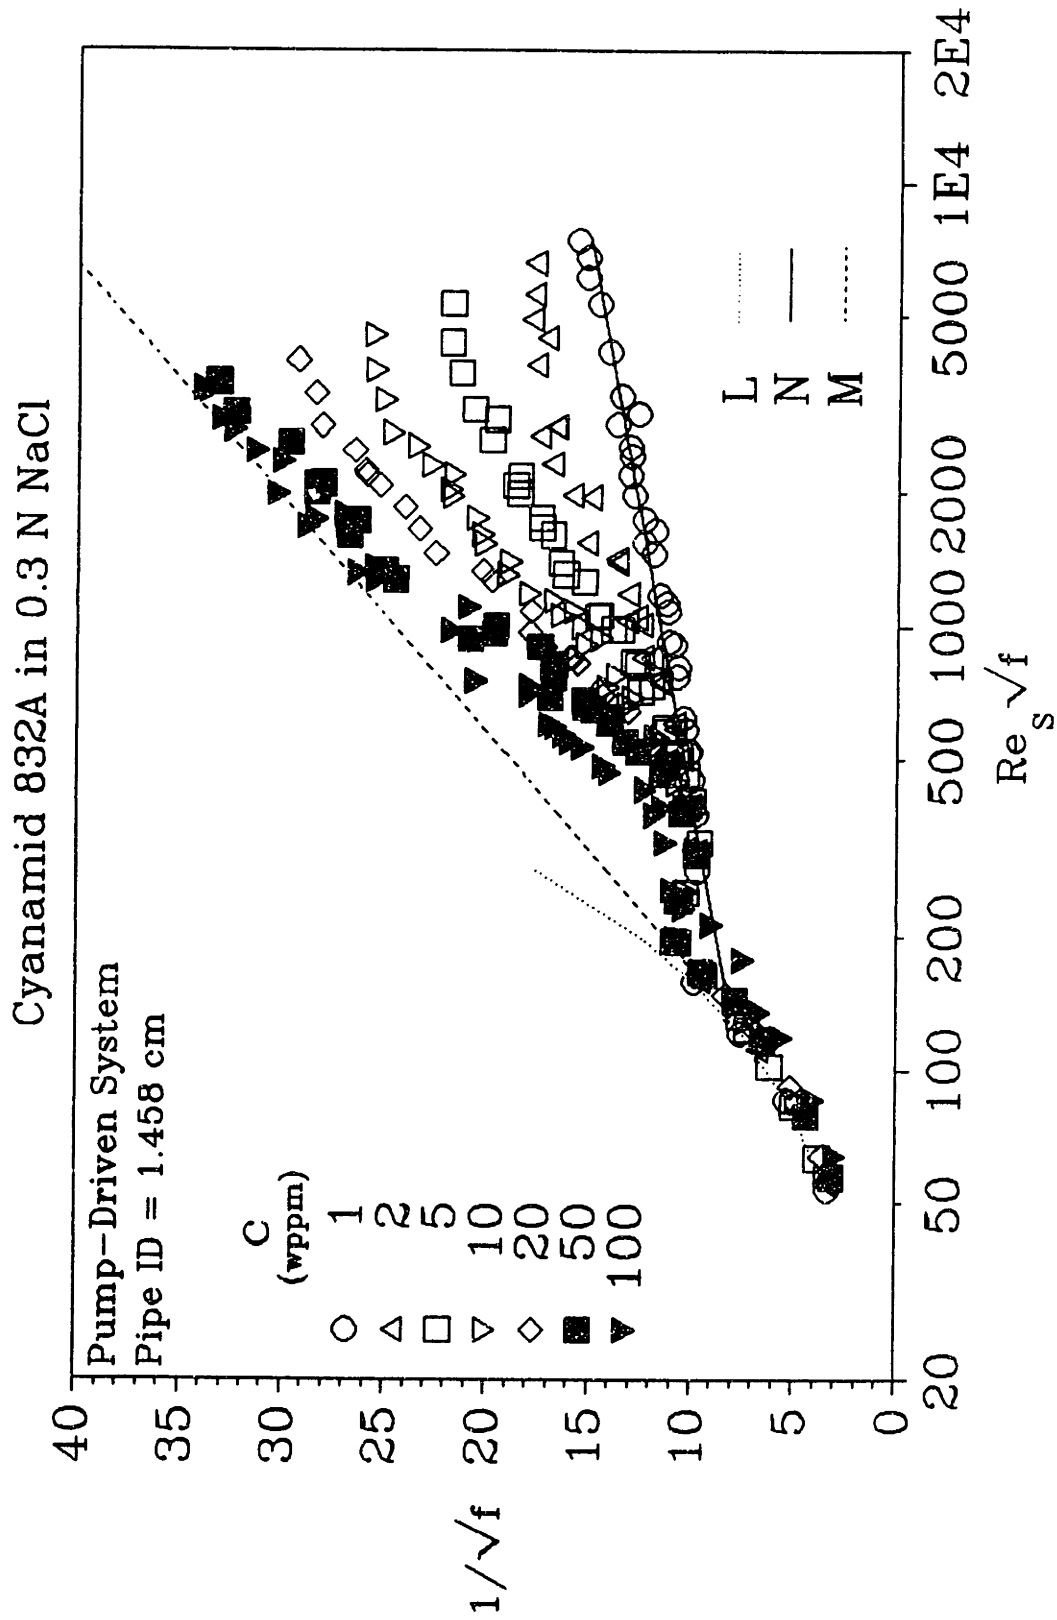 Cyanamid 832A in 0.3 N NaCl
Pump-Driven System
Pipe ID = 1.458 cm
C
(wppm)
1
2
5
10
20
50
100
L
N
M
1/√f
40
35
30
25
20
15
10
5
0
20
50
100
200
500
1000
2000
5000
1E4
2E4
Re_s √f